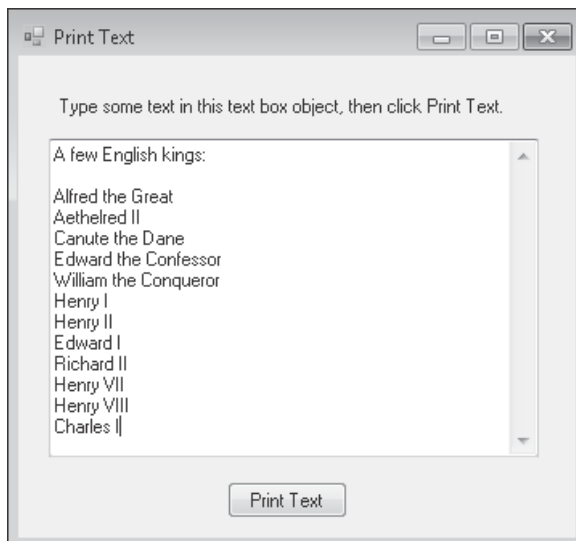 Print Text
Type some text in this text box object, then click Print Text.
A few English kings:
Alfred the Great
Aethelred II
Canute the Dane
Edward the Confessor
William the Conqueror
Henry I
Henry II
Edward I
Richard II
Henry VII
Henry VIII
Charles I
Print Text